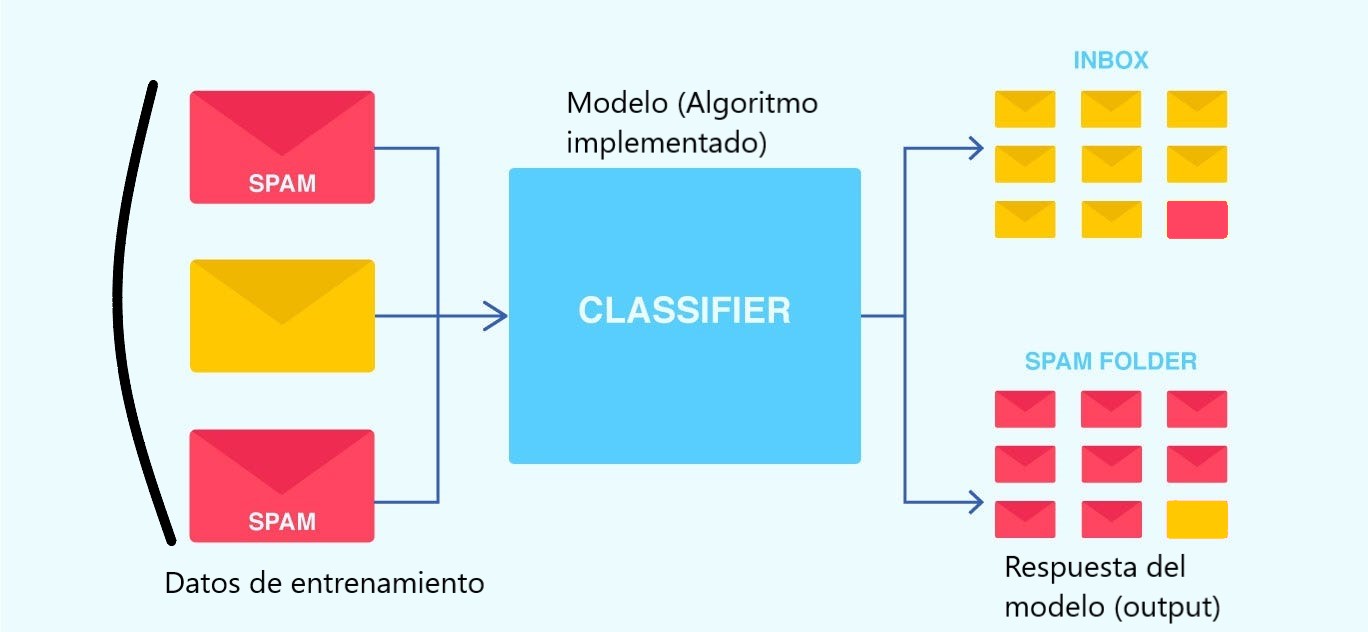 SPAM
SPAM
Datos de entrenamiento
Modelo (Algoritmo
implementado)
CLASSIFIER
INBOX
SPAM FOLDER
Respuesta del
modelo (output)